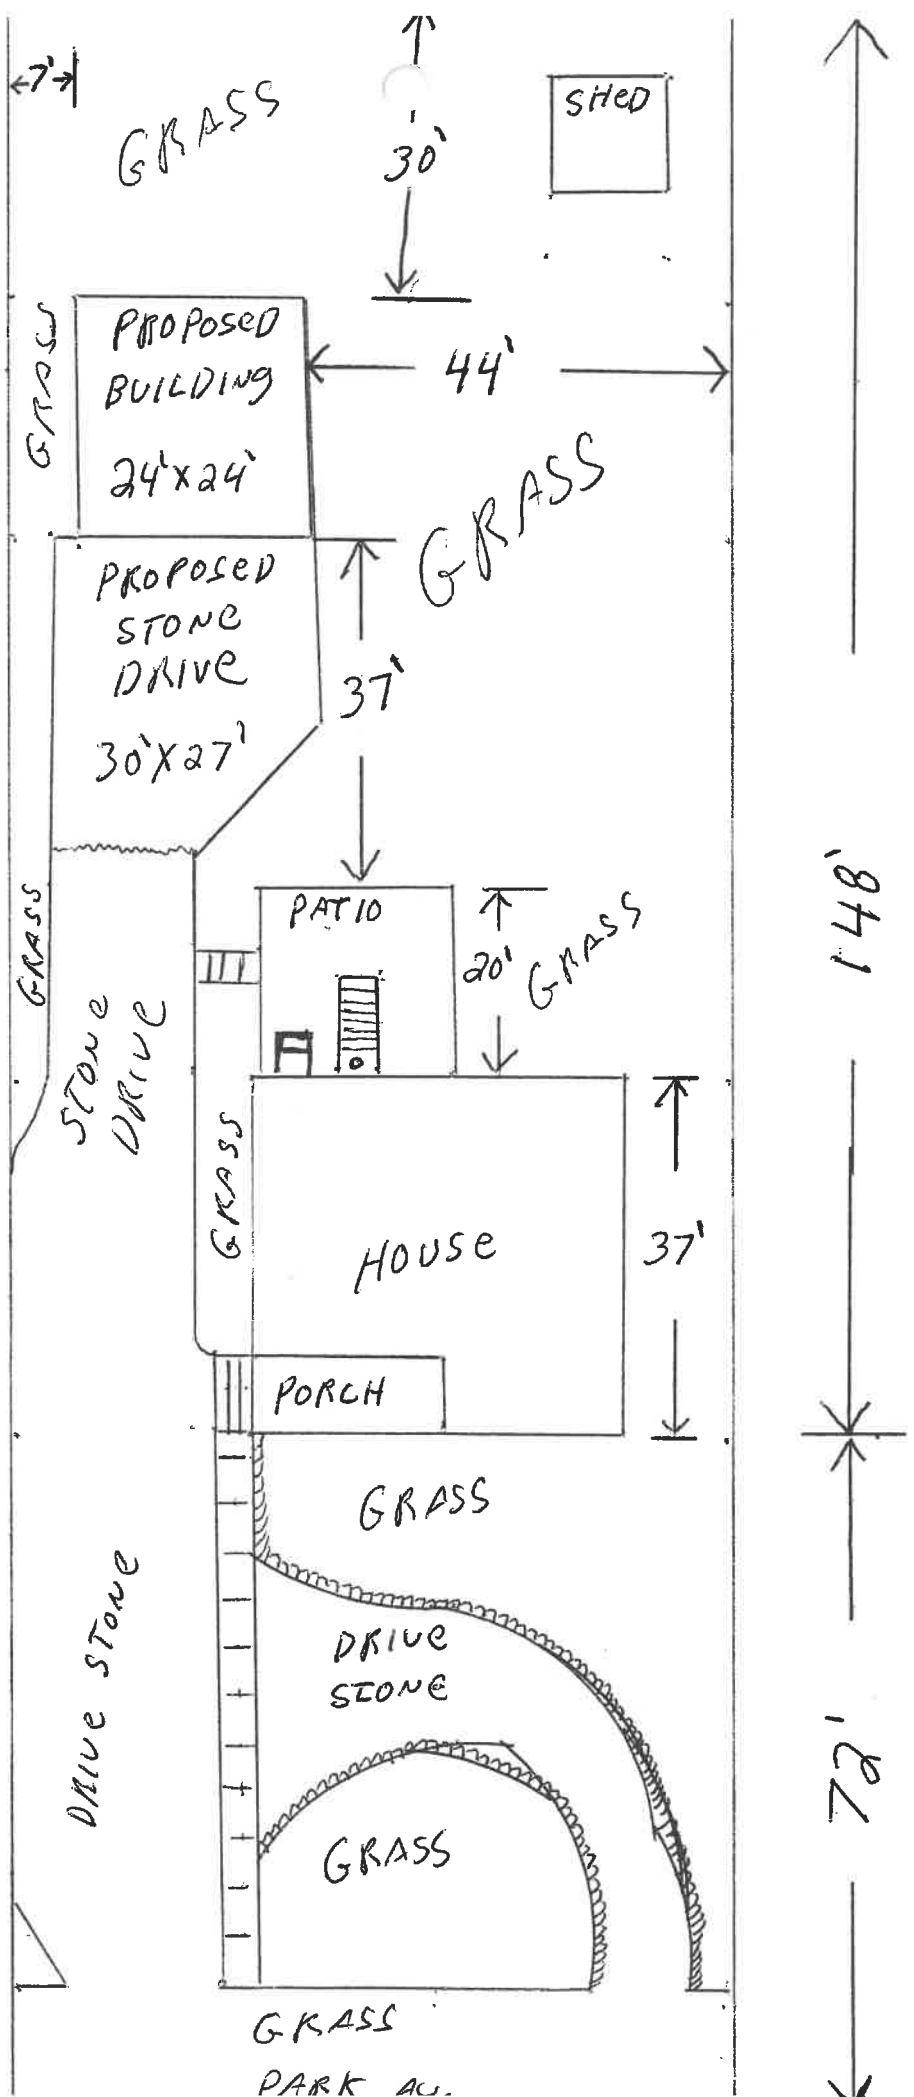 7'
GRASS
30'
SHED
GRASS
PROPOSED
BUILDING
24'X24'
44'
GRASS
PROPOSED
STONE
DRIVE
30'X27'
37'
GRASS
PATIO
20'
GRASS
STONE
DRIVE
148'
GRASS
HOUSE
37'
PORCH
GRASS
DRIVE STONE
DRIVE
STONE
72'
GRASS
GRASS
PARK AV.